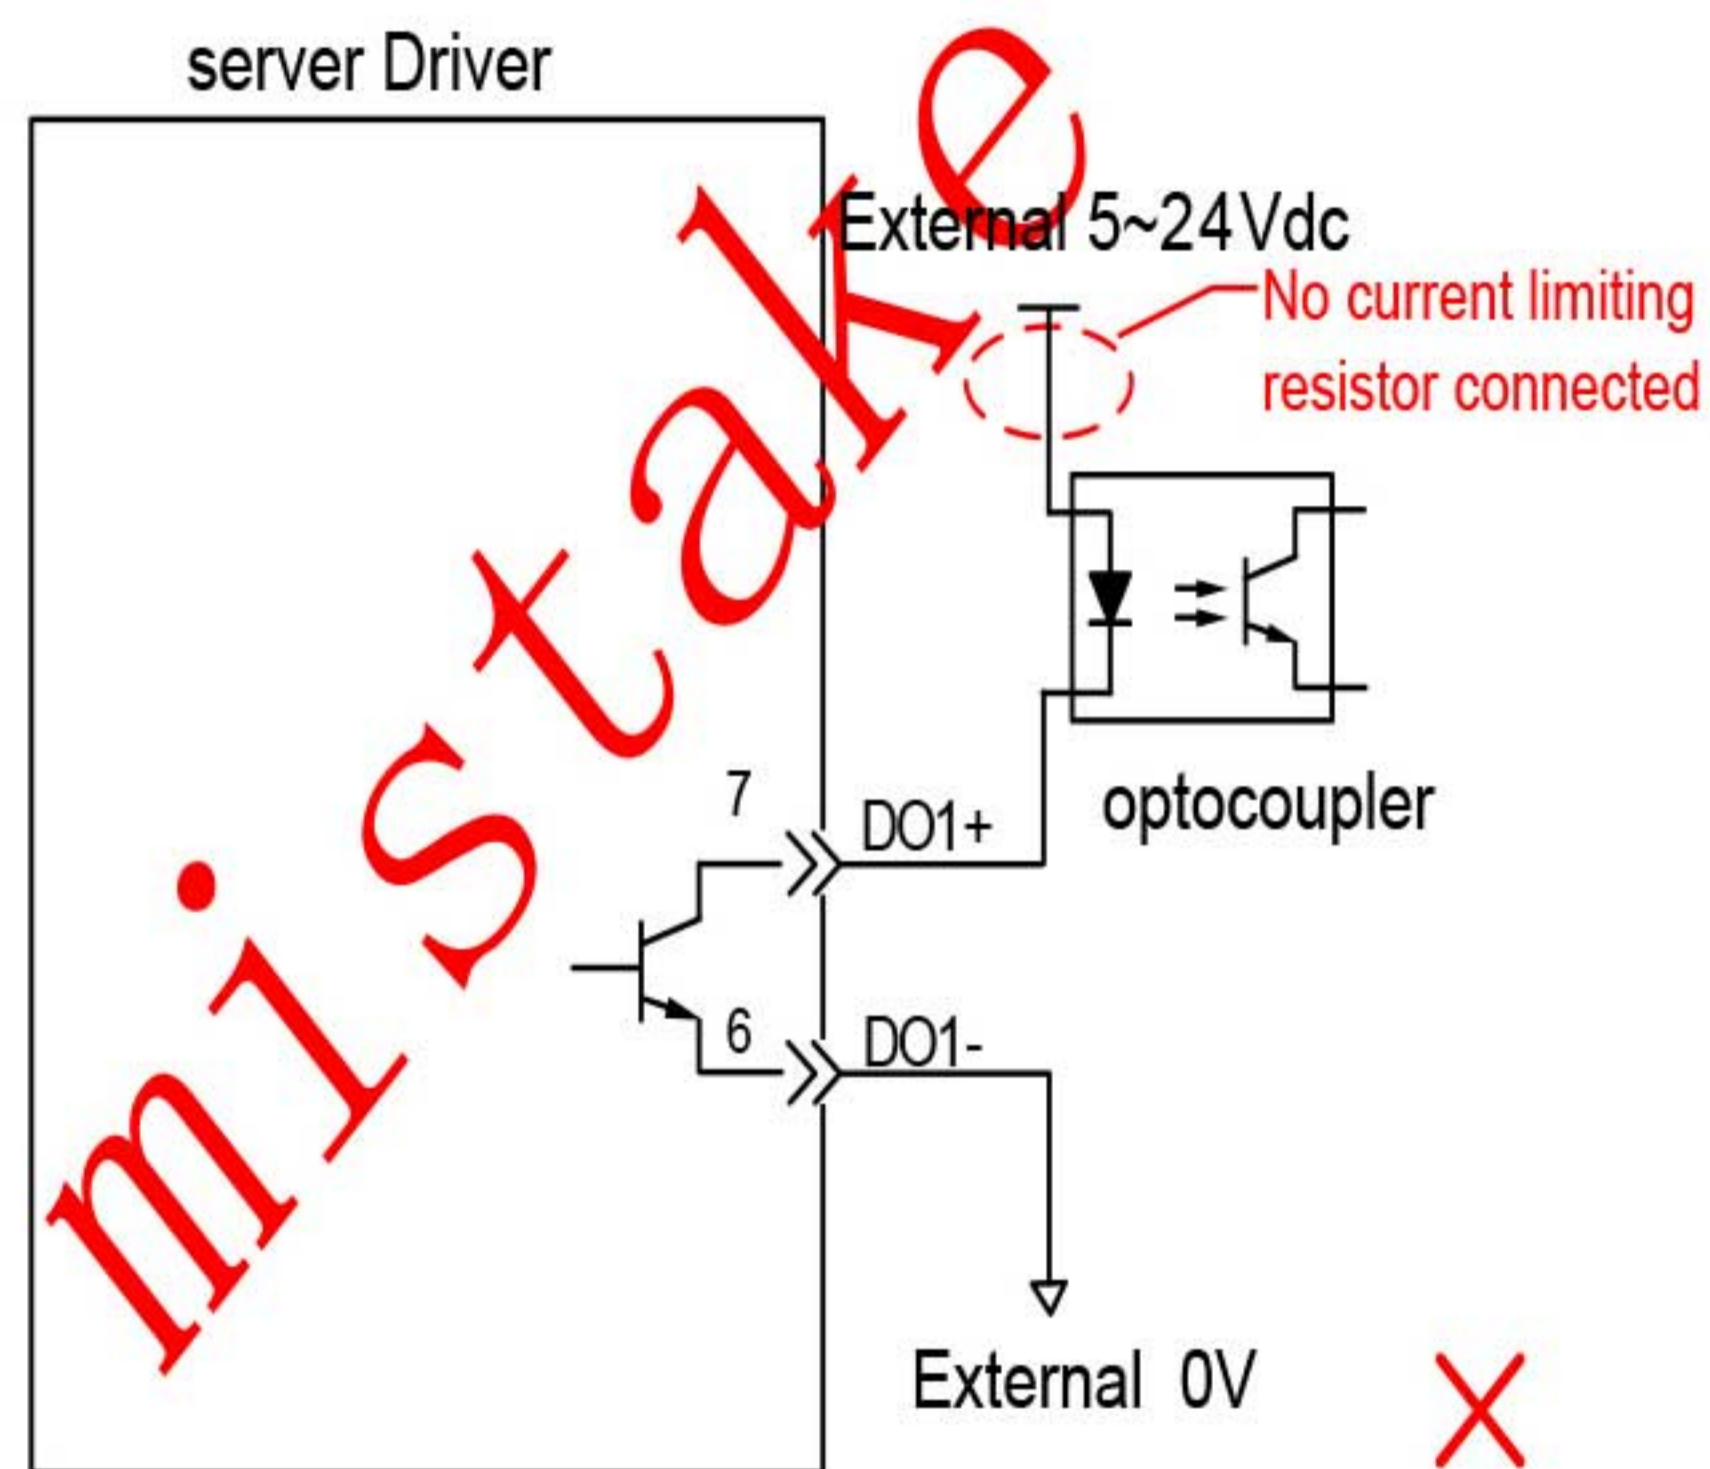 server Driver
mistake
External 5~24Vdc
No current limiting
resistor connected
optocoupler
7
DO1+
6
DO1-
External 0V